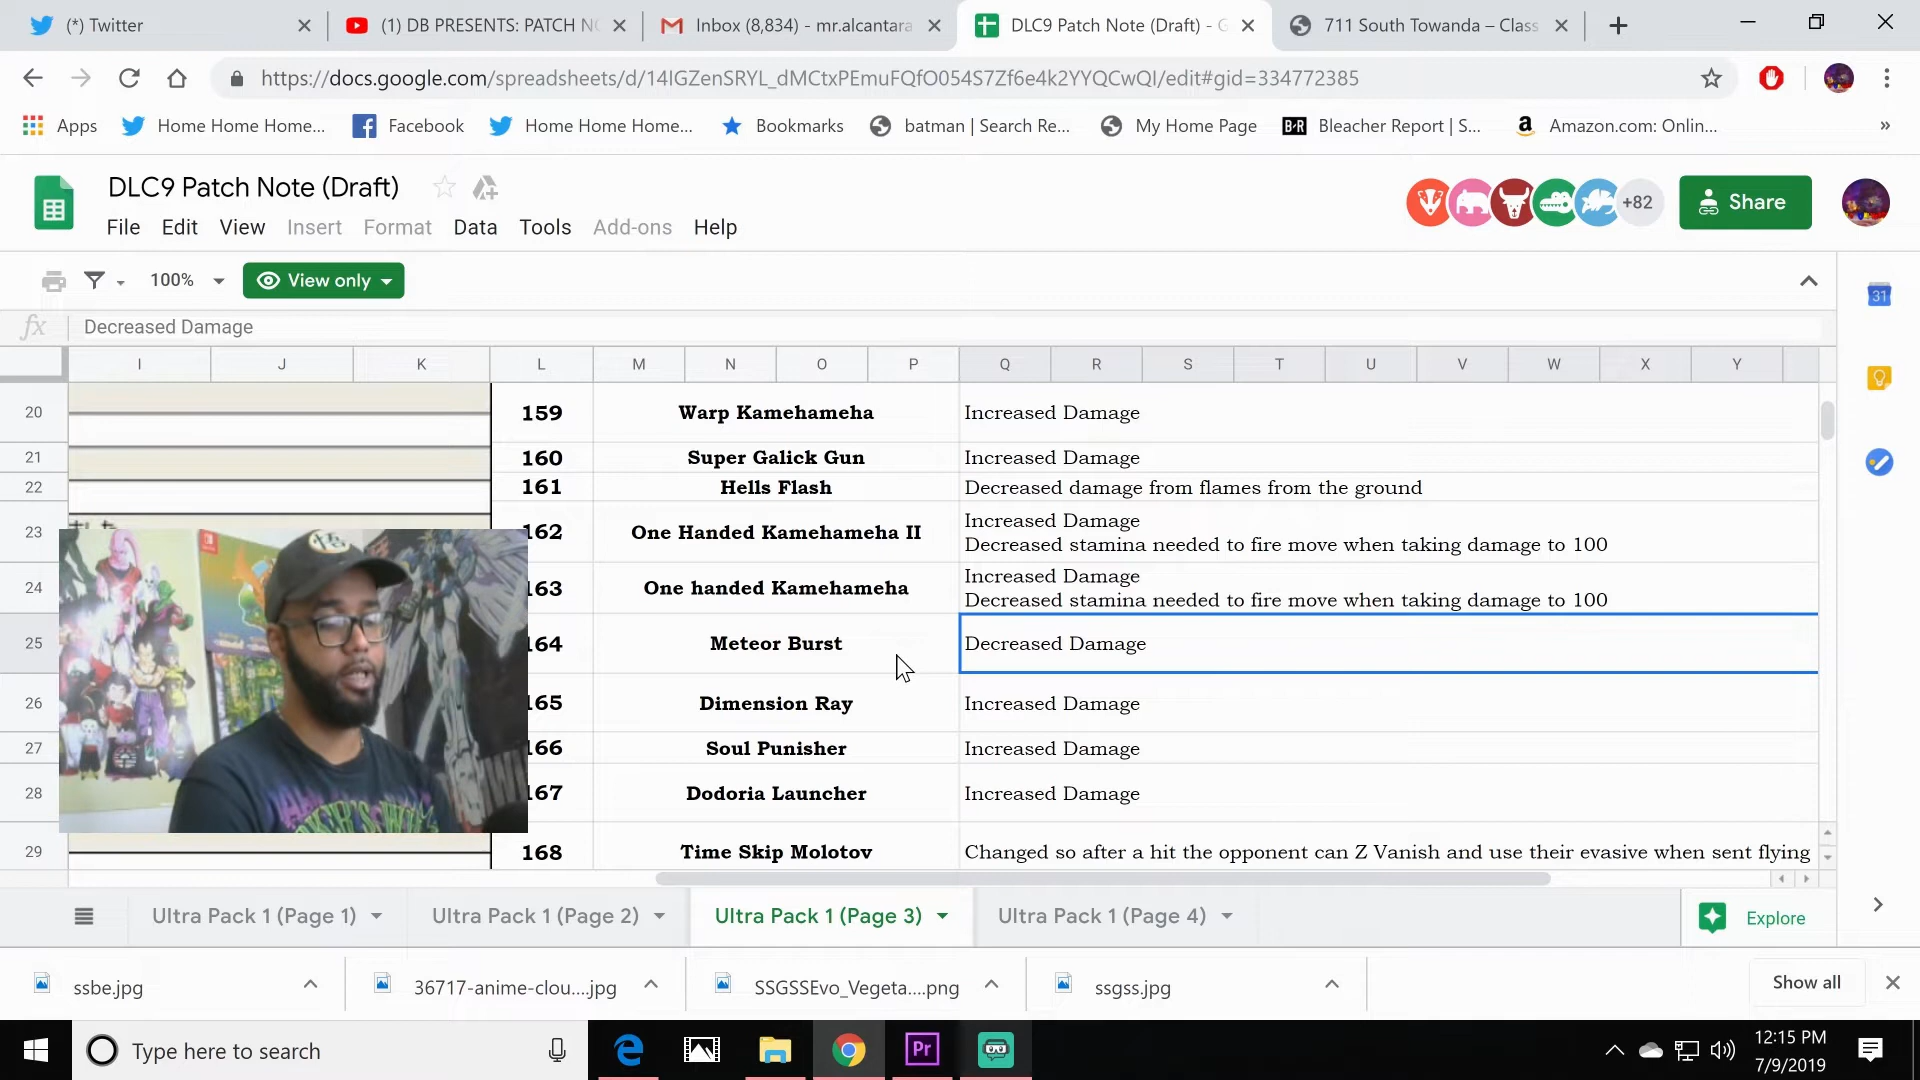 (*) Twitter
(1) DB PRESENTS: PATCH NO
Inbox (8,834) - mr.alcantara
DLC9 Patch Note (Draft) - G
711 South Towanda – Class
https://docs.google.com/spreadsheets/d/14IGZenSRYL_dMCtxPEmuFQfO054S7Zf6e4k2YYQCwQI/edit#gid=334772385
Apps
Home Home Home...
Facebook
Home Home Home...
Bookmarks
batman | Search Re...
My Home Page
B/R
Bleacher Report | S...
Amazon.com: Onlin...
»
DLC9 Patch Note (Draft)
+82
Share
File Edit View Insert Format Data Tools Add-ons Help
100%
View only
31
fx
Decreased Damage
I J K L M N O P Q R S T U V W X Y
20 159 Warp Kamehameha Increased Damage
21 160 Super Galick Gun Increased Damage
22 161 Hells Flash Decreased damage from flames from the ground
23 162 One Handed Kamehameha II Increased Damage
Decreased stamina needed to fire move when taking damage to 100
24 163 One handed Kamehameha Increased Damage
Decreased stamina needed to fire move when taking damage to 100
25 164 Meteor Burst Decreased Damage
26 165 Dimension Ray Increased Damage
27 166 Soul Punisher Increased Damage
28 167 Dodoria Launcher Increased Damage
29 168 Time Skip Molotov Changed so after a hit the opponent can Z Vanish and use their evasive when sent flying
Ultra Pack 1 (Page 1)
Ultra Pack 1 (Page 2)
Ultra Pack 1 (Page 3)
Ultra Pack 1 (Page 4)
Explore
ssbe.jpg
36717-anime-clou....jpg
SSGSSEvo_Vegeta....png
ssgss.jpg
Show all
Type here to search
Pr
12:15 PM
7/9/2019